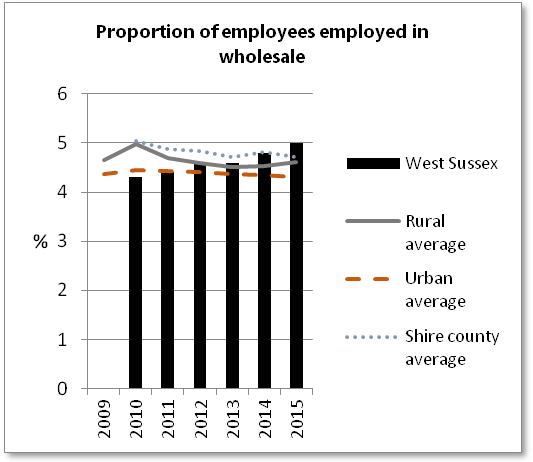 Proportion of employees employed in
wholesale
6
5
4
% 3
2
1
0
2009 2010 2011 2012 2013 2014 2015
West Sussex
Rural
average
Urban
average
Shire county
average